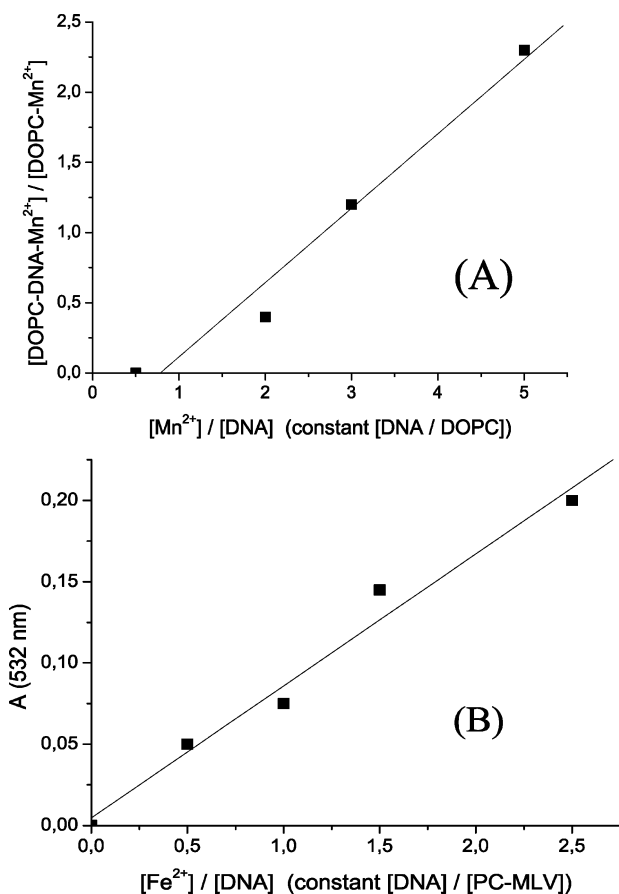 [DOPC-DNA-Mn²⁺] / [DOPC-Mn²⁺]
2,5
2,0
1,5
1,0
0,5
0,0
(A)
0 1 2 3 4 5
[Mn²⁺] / [DNA] (constant [DNA / DOPC])
A (532 nm)
0,20
0,15
0,10
0,05
0,00
(B)
0,0 0,5 1,0 1,5 2,0 2,5
[Fe²⁺] / [DNA] (constant [DNA] / [PC-MLV])